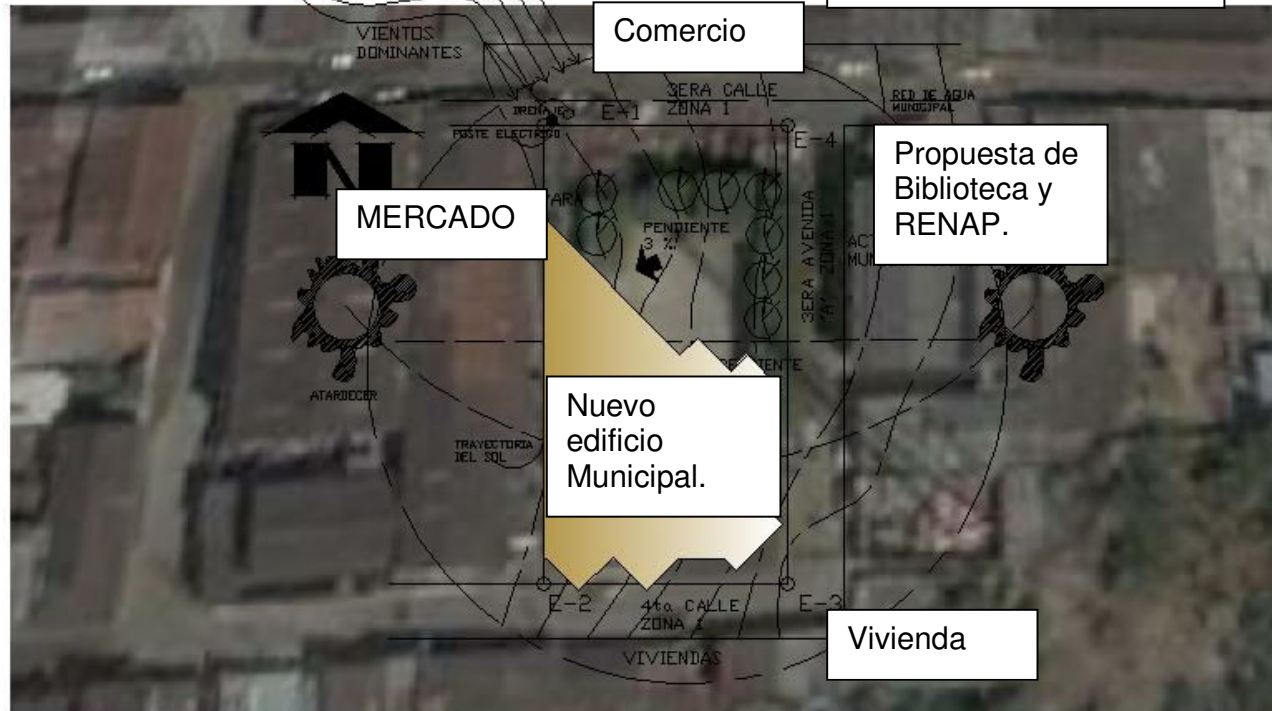 VIENTOS
DOMINANTES
Comercio
3ERA CALLE
ZONA 1
RED DE AGUA
MUNICIPAL
DRENAJE
E-1
POSTE ELECTRICO
E-4
N
Propuesta de
Biblioteca y
RENAP.
MERCADO
PENDIENTE
3 %
3ERA AVENIDA
"A" ZONA 1
ATARDECER
Nuevo
edificio
Municipal.
TRAYECTORIA
DEL SOL
E-2
4ta CALLE
ZONA 1
E-3
Vivienda
VIVIENDAS